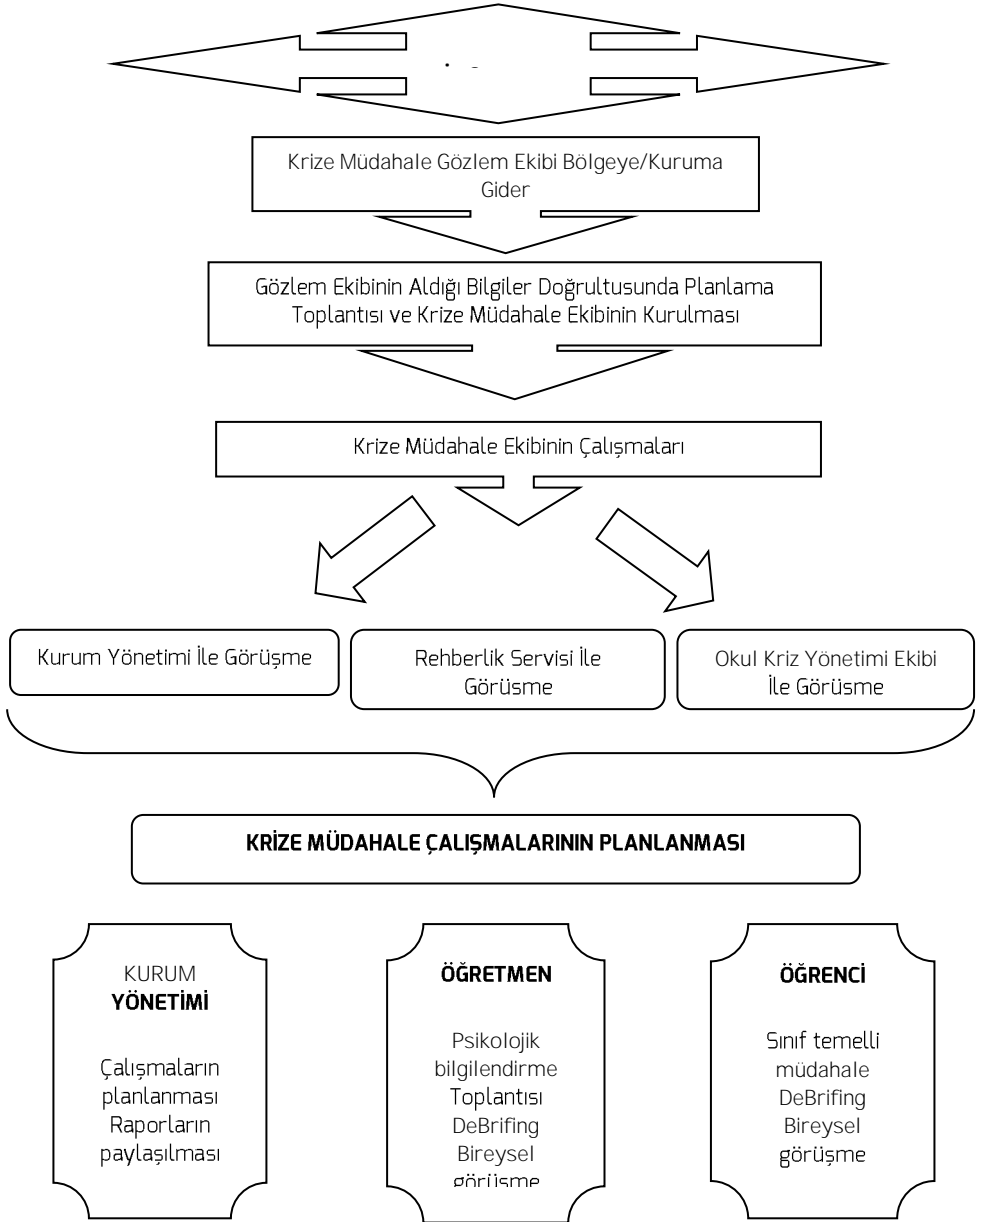 Krize Müdahale Gözlem Ekibi Bölgeye/Kuruma
Gider
Gözlem Ekibinin Aldığı Bilgiler Doğrultusunda Planlama
Toplantısı ve Krize Müdahale Ekibinin Kurulması
Krize Müdahale Ekibinin Çalışmaları
Kurum Yönetimi İle Görüşme
Rehberlik Servisi İle
Görüşme
Okul Kriz Yönetimi Ekibi
İle Görüşme
KRİZE MÜDAHALE ÇALIŞMALARININ PLANLANMASI
KURUM
YÖNETİMİ
Çalışmaların
planlanması
Raporların
paylaşılması
ÖĞRETMEN
Psikolojik
bilgilendirme
Toplantısı
DeBrifing
Bireysel
görüşme
ÖĞRENCİ
Sınıf temelli
müdahale
DeBrifing
Bireysel
görüşme